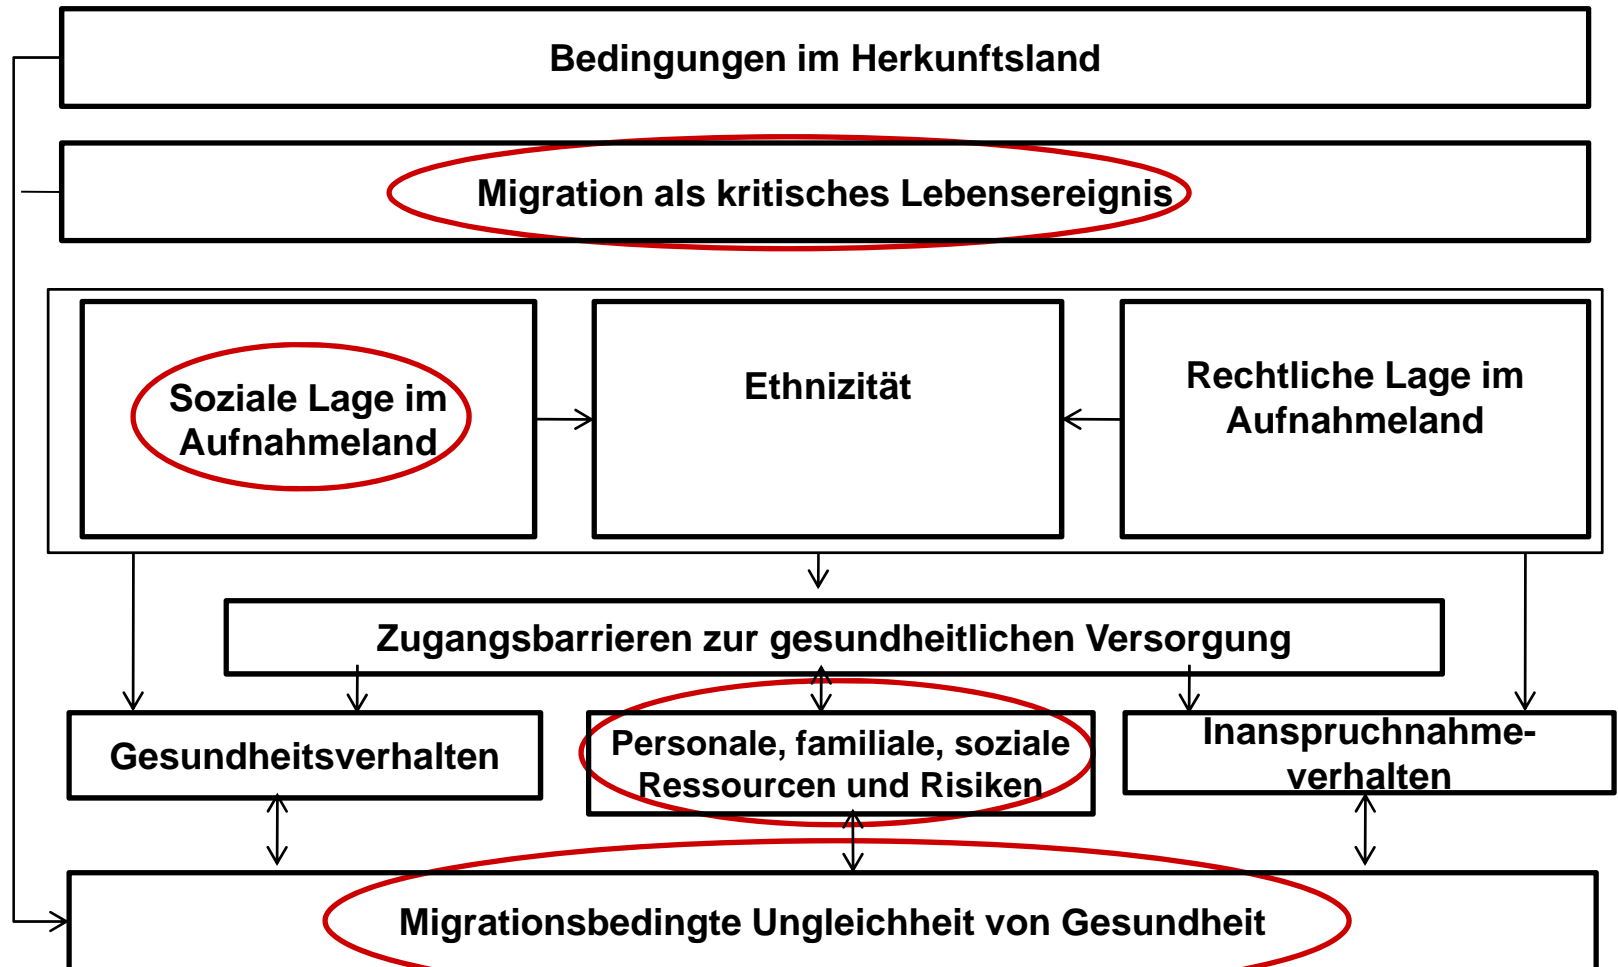 Bedingungen im Herkunftsland
Migration als kritisches Lebensereignis
Soziale Lage im
Aufnahmeland
Ethnizität
Rechtliche Lage im
Aufnahmeland
Zugangsbarrieren zur gesundheitlichen Versorgung
Gesundheitsverhalten
Personale, familiale, soziale
Ressourcen und Risiken
Inanspruchnahme-
verhalten
Migrationsbedingte Ungleichheit von Gesundheit